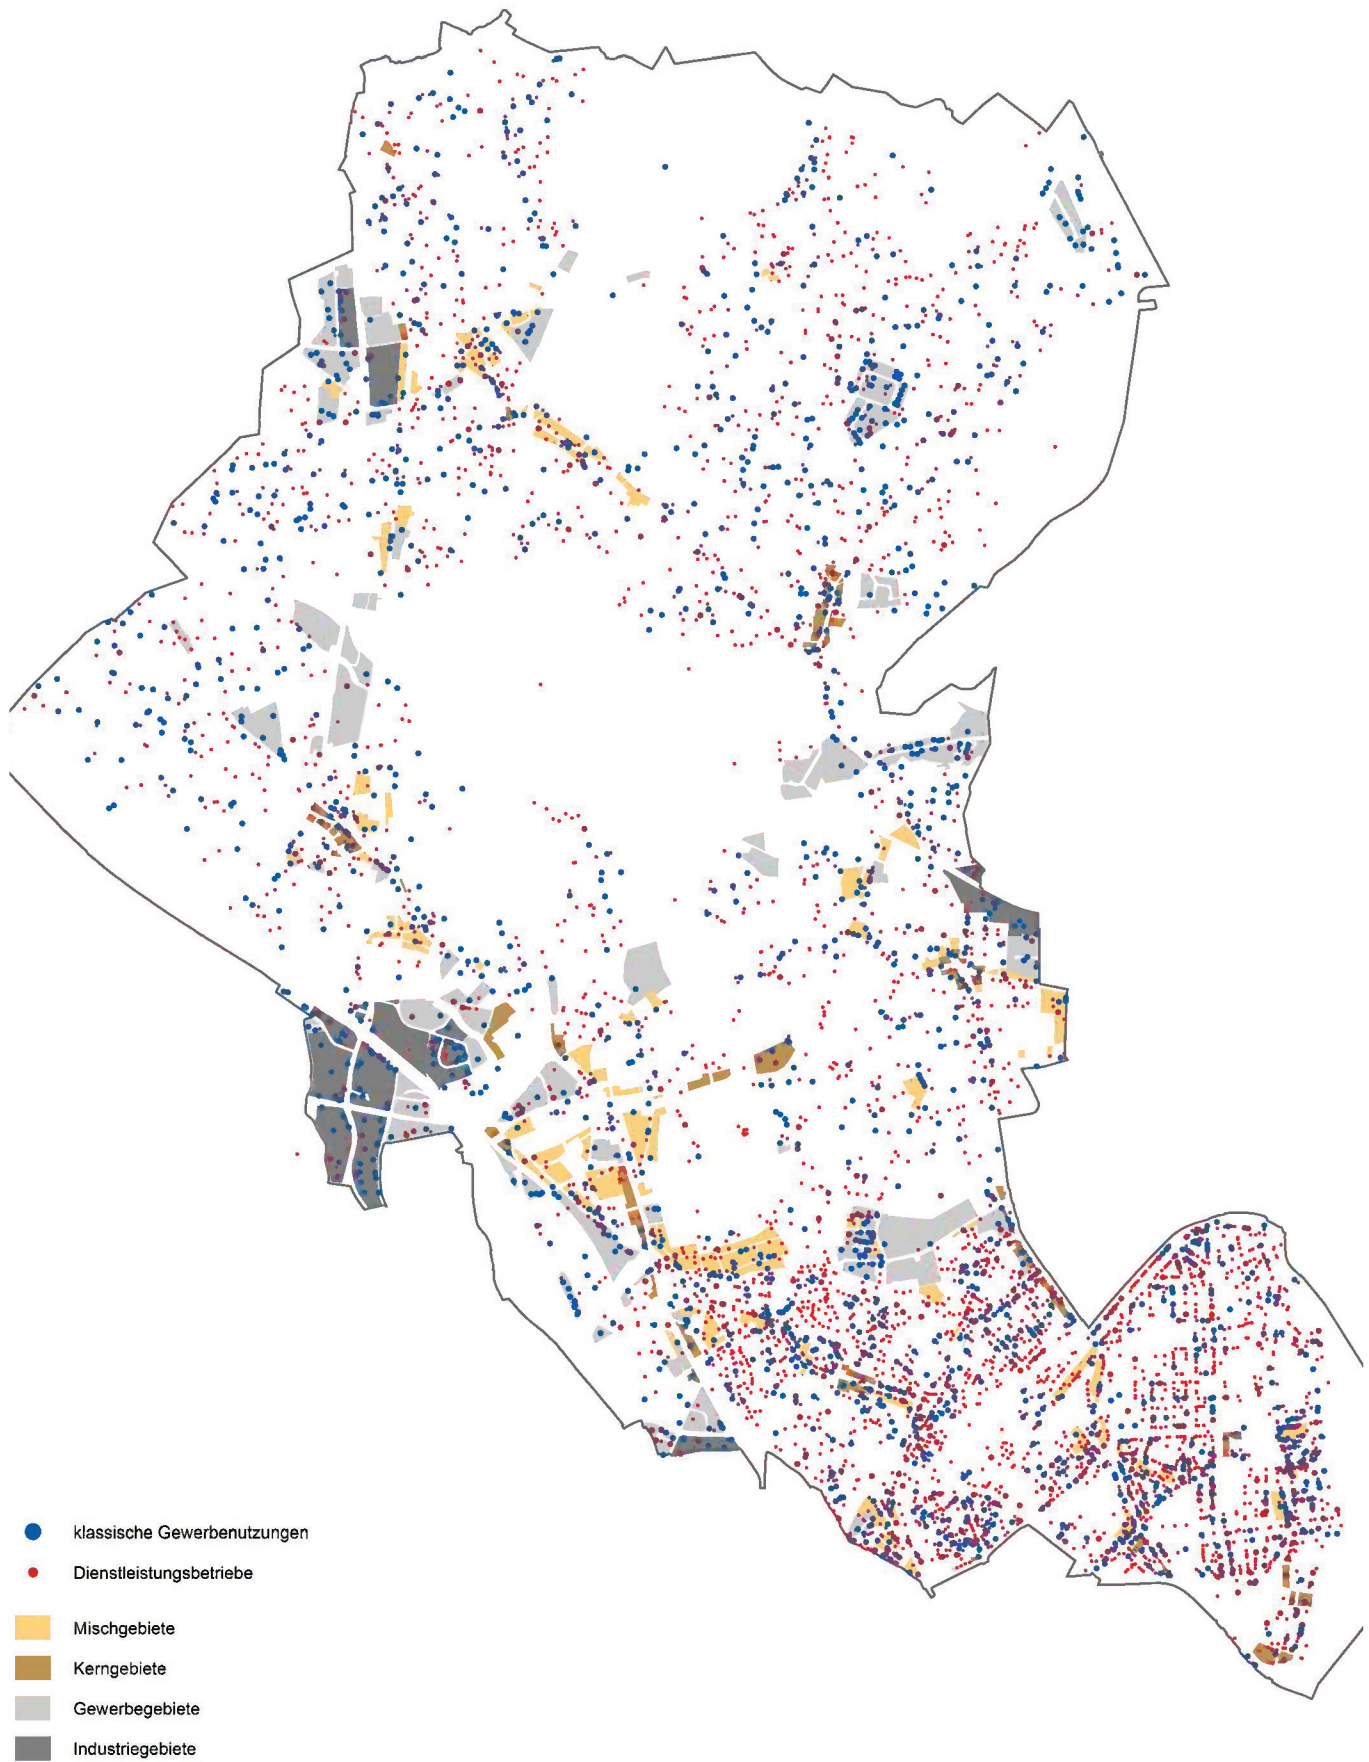 klassische Gewerbenutzungen
Dienstleistungsbetriebe
Mischgebiete
Kerngebiete
Gewerbegebiete
Industriegebiete